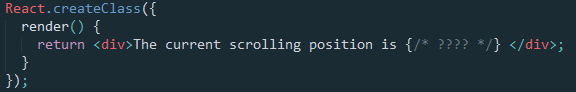 React.createClass({
render() {
return <div>The current scrolling position is {/* ???? */} </div>;
}
});